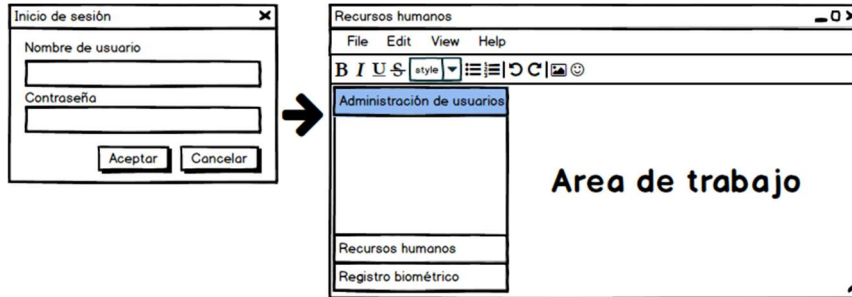 Inicio de sesión
Nombre de usuario
Contraseña
Aceptar Cancelar
Recursos humanos
File Edit View Help
B I U S style
Administración de usuarios
Area de trabajo
Recursos humanos
Registro biométrico